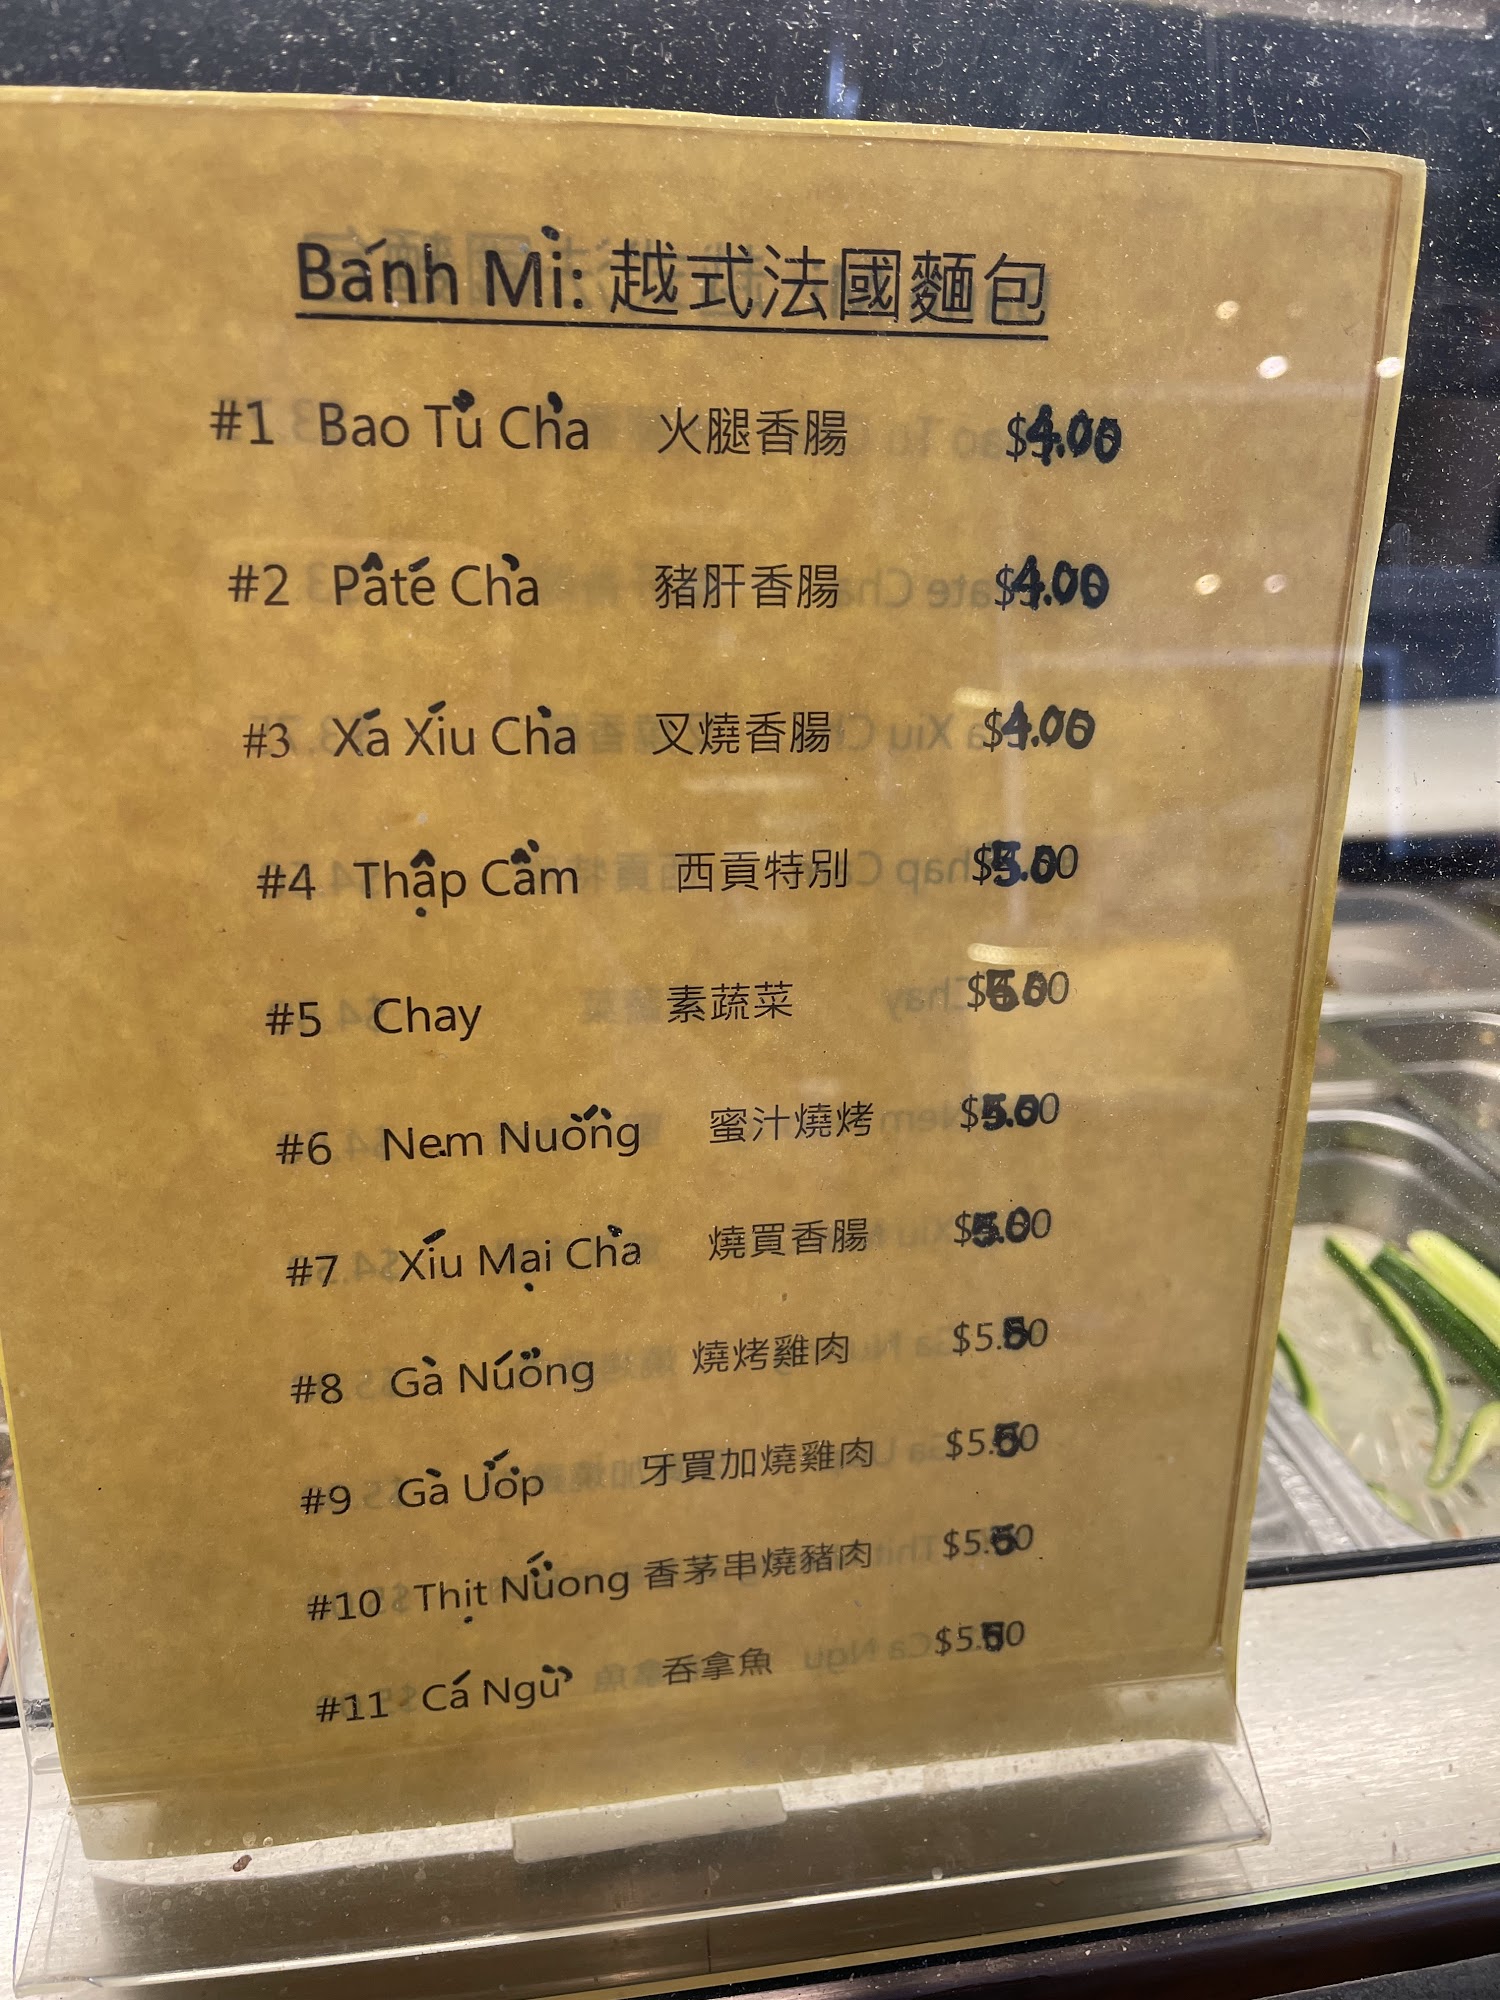 Bánh Mì: 越式法國麵包
#1 Bao Tủ Chả 火腿香腸 $4.00
#2 Pâté Chả 豬肝香腸 $4.00
#3 Xá Xíu Chả 叉燒香腸 $4.00
#4 Thập Cẩm 西貢特別 $5.00
#5 Chay 素蔬菜 $5.00
#6 Nem Nuờng 蜜汁燒烤 $5.00
#7 Xíu Mại Chả 燒買香腸 $5.00
#8 Gà Núöng 燒烤雞肉 $5.50
#9 Gà Ướp 牙買加燒雞肉 $5.50
#10 Thịt Nương 香茅串燒豬肉 $5.50
#11 Cá Ngừ 吞拿魚 $5.50